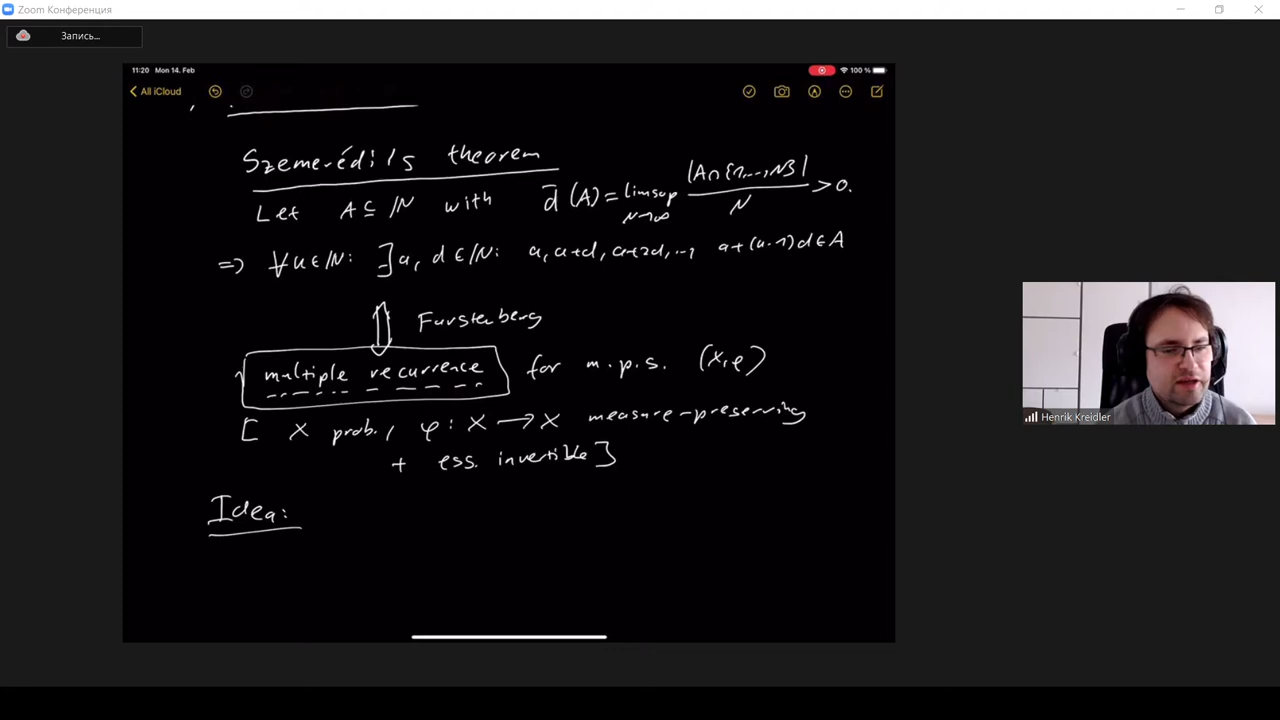 Zoom Конференция
Запись...
11:20 Mon 14. Feb
100 %
All iCloud
Szemerédi's theorem
Let A ⊆ ℕ with d̄(A) = limsup_{N→∞} |A∩{1,...,N}| / N > 0.
=> ∀k∈ℕ: ∃a, d∈ℕ: a, a+d, a+2d, ..., a+(k-1)d ∈ A
⇕ Furstenberg
multiple recurrence for m.p.s. (X,φ)
[ X prob., φ: X → X measure-preserving
+ ess. invertible]
Idea:
Henrik Kreidler